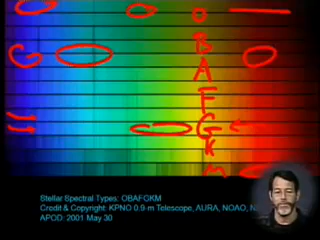 O
B
A
F
G
G
K
M
Stellar Spectral Types: OBAFGKM
Credit & Copyright: KPNO 0.9-m Telescope, AURA, NOAO,
APOD: 2001 May 30